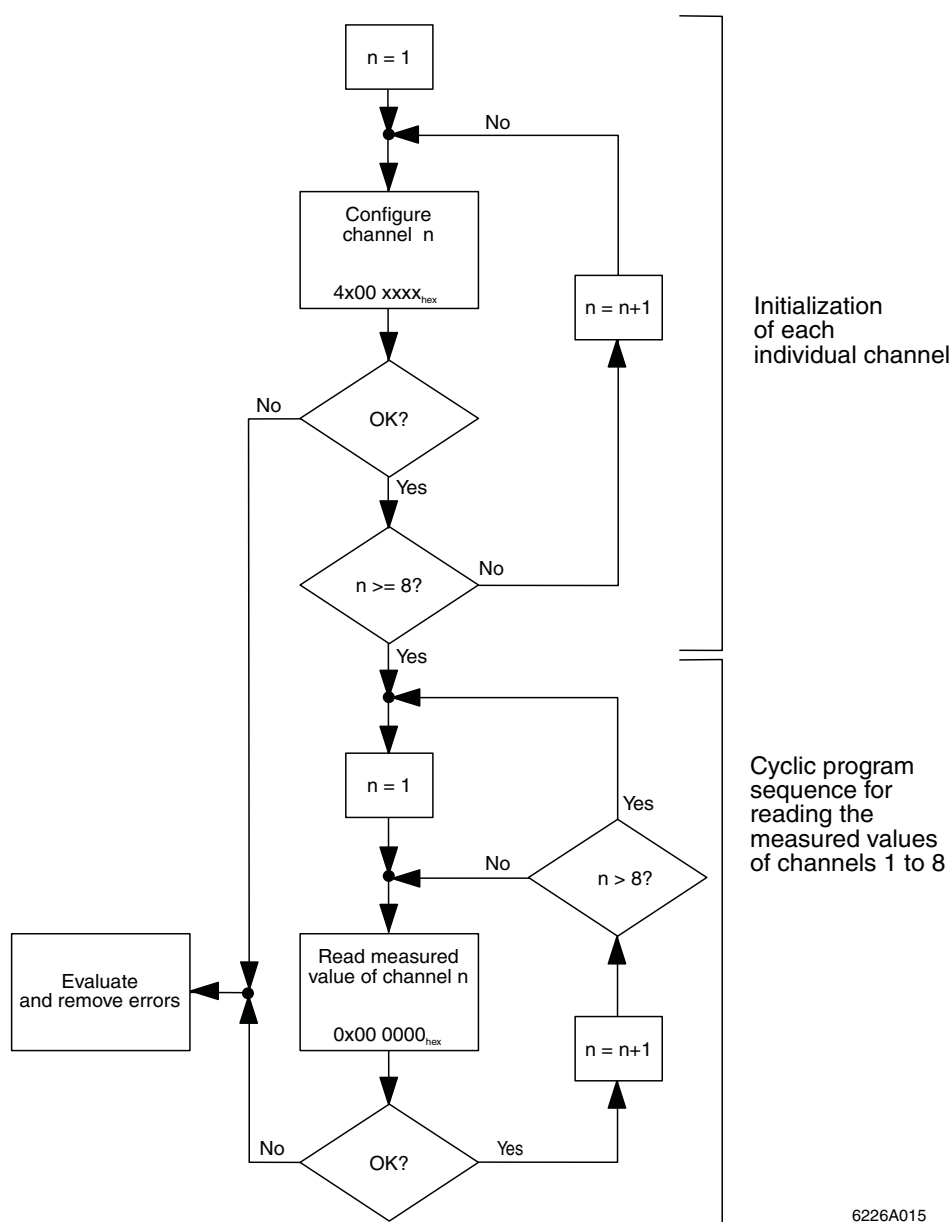 n = 1
No
Configure
channel n
4x00 xxxxhex
n = n+1
Initialization
of each
individual channel
No
OK?
Yes
n >= 8?
No
Yes
n = 1
Yes
Cyclic program
sequence for
reading the
measured values
of channels 1 to 8
No
n > 8?
Read measured
value of channel n
0x00 0000hex
Evaluate
and remove errors
n = n+1
No
OK?
Yes
6226A015